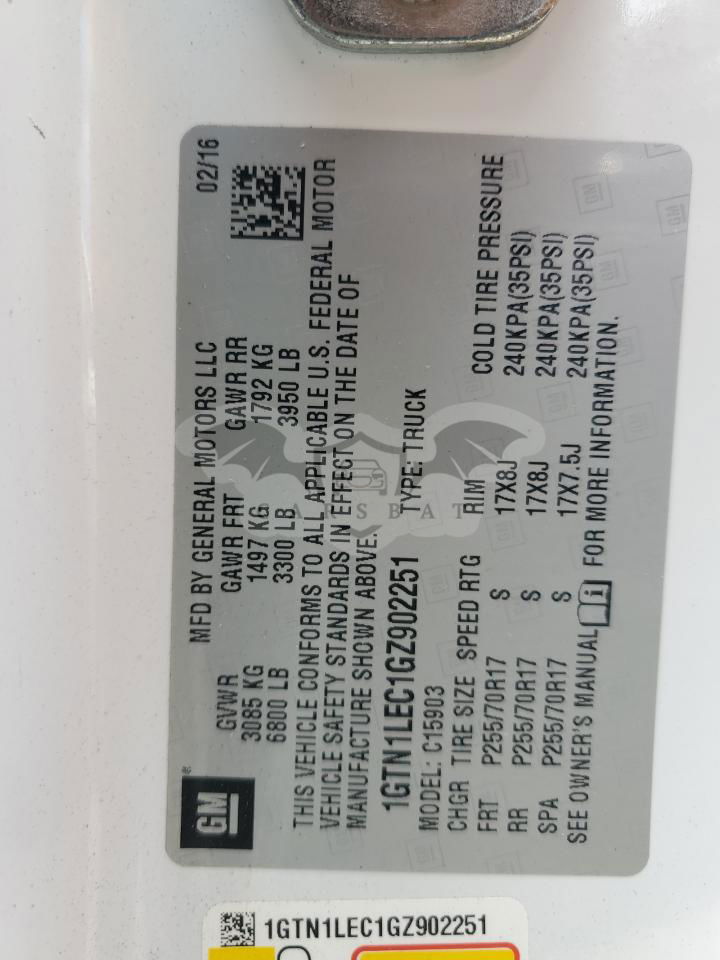 02/16
GM
®
MFD BY GENERAL MOTORS LLC
GVWR GAWR FRT GAWR RR
3085 KG 1497 KG 1792 KG
6800 LB 3300 LB 3950 LB
THIS VEHICLE CONFORMS TO ALL APPLICABLE U.S. FEDERAL MOTOR
VEHICLE SAFETY STANDARDS IN EFFECT ON THE DATE OF
MANUFACTURE SHOWN ABOVE.
1GTN1LEC1GZ902251 TYPE: TRUCK
MODEL: C15903
CHGR TIRE SIZE SPEED RTG RIM COLD TIRE PRESSURE
FRT P255/70R17 S 17X8J 240KPA(35PSI)
RR P255/70R17 S 17X8J 240KPA(35PSI)
SPA P255/70R17 S 17X7.5J 240KPA(35PSI)
SEE OWNER'S MANUAL i FOR MORE INFORMATION.
CARSBAT
1GTN1LEC1GZ902251